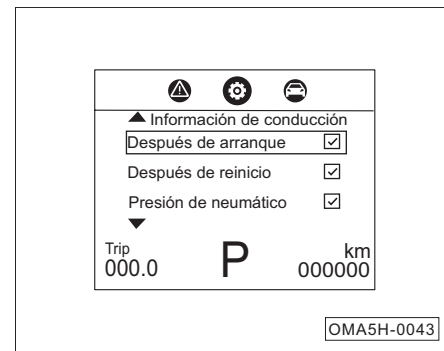 Información de conducción
Después de arranque
Después de reinicio
Presión de neumático
Trip
000.0
P
km
000000
OMA5H-0043